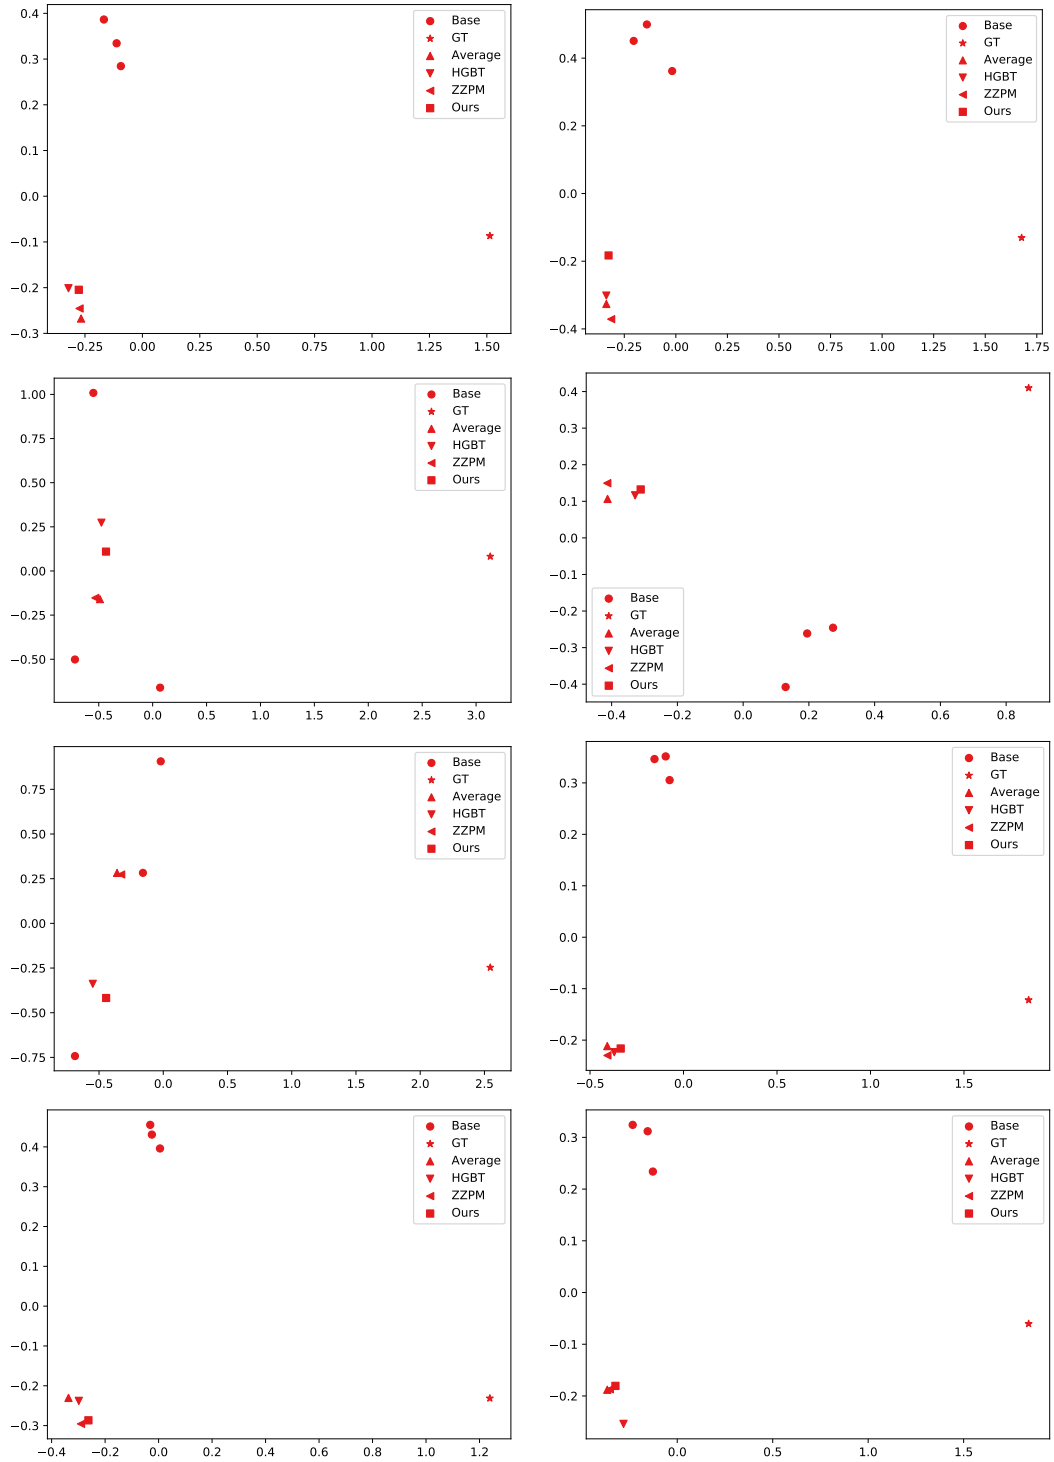 0.4
0.3
0.2
0.1
0.0
−0.1
−0.2
−0.3
−0.25 0.00 0.25 0.50 0.75 1.00 1.25 1.50
Base
GT
Average
HGBT
ZZPM
Ours
0.4
0.2
0.0
−0.2
−0.4
−0.25 0.00 0.25 0.50 0.75 1.00 1.25 1.50 1.75
Base
GT
Average
HGBT
ZZPM
Ours
1.00
0.75
0.50
0.25
0.00
−0.25
−0.50
−0.5 0.0 0.5 1.0 1.5 2.0 2.5 3.0
Base
GT
Average
HGBT
ZZPM
Ours
0.4
0.3
0.2
0.1
0.0
−0.1
−0.2
−0.3
−0.4
−0.4 −0.2 0.0 0.2 0.4 0.6 0.8
Base
GT
Average
HGBT
ZZPM
Ours
0.75
0.50
0.25
0.00
−0.25
−0.50
−0.75
−0.5 0.0 0.5 1.0 1.5 2.0 2.5
Base
GT
Average
HGBT
ZZPM
Ours
0.3
0.2
0.1
0.0
−0.1
−0.2
−0.5 0.0 0.5 1.0 1.5
Base
GT
Average
HGBT
ZZPM
Ours
0.4
0.3
0.2
0.1
0.0
−0.1
−0.2
−0.3
−0.4 −0.2 0.0 0.2 0.4 0.6 0.8 1.0 1.2
Base
GT
Average
HGBT
ZZPM
Ours
0.3
0.2
0.1
0.0
−0.1
−0.2
0.0 0.5 1.0 1.5
Base
GT
Average
HGBT
ZZPM
Ours